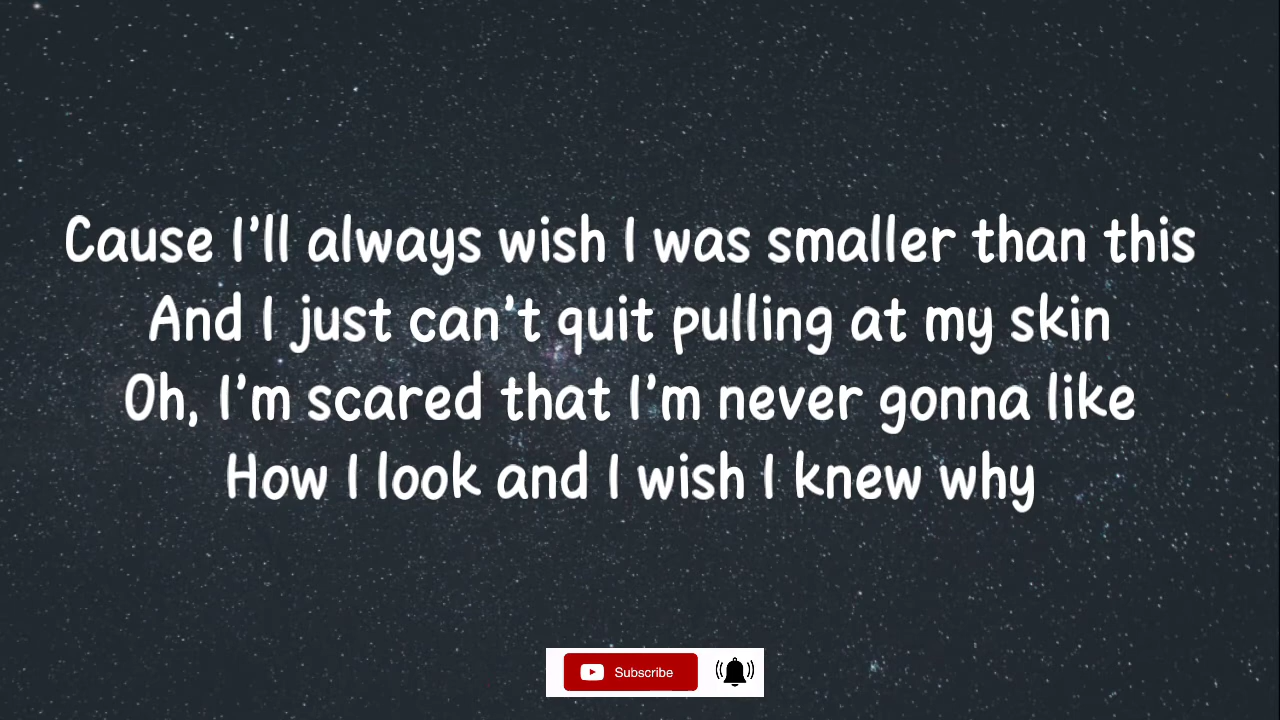 Cause I'll always wish I was smaller than this
And I just can't quit pulling at my skin
Oh, I'm scared that I'm never gonna like
How I look and I wish I knew why
Subscribe